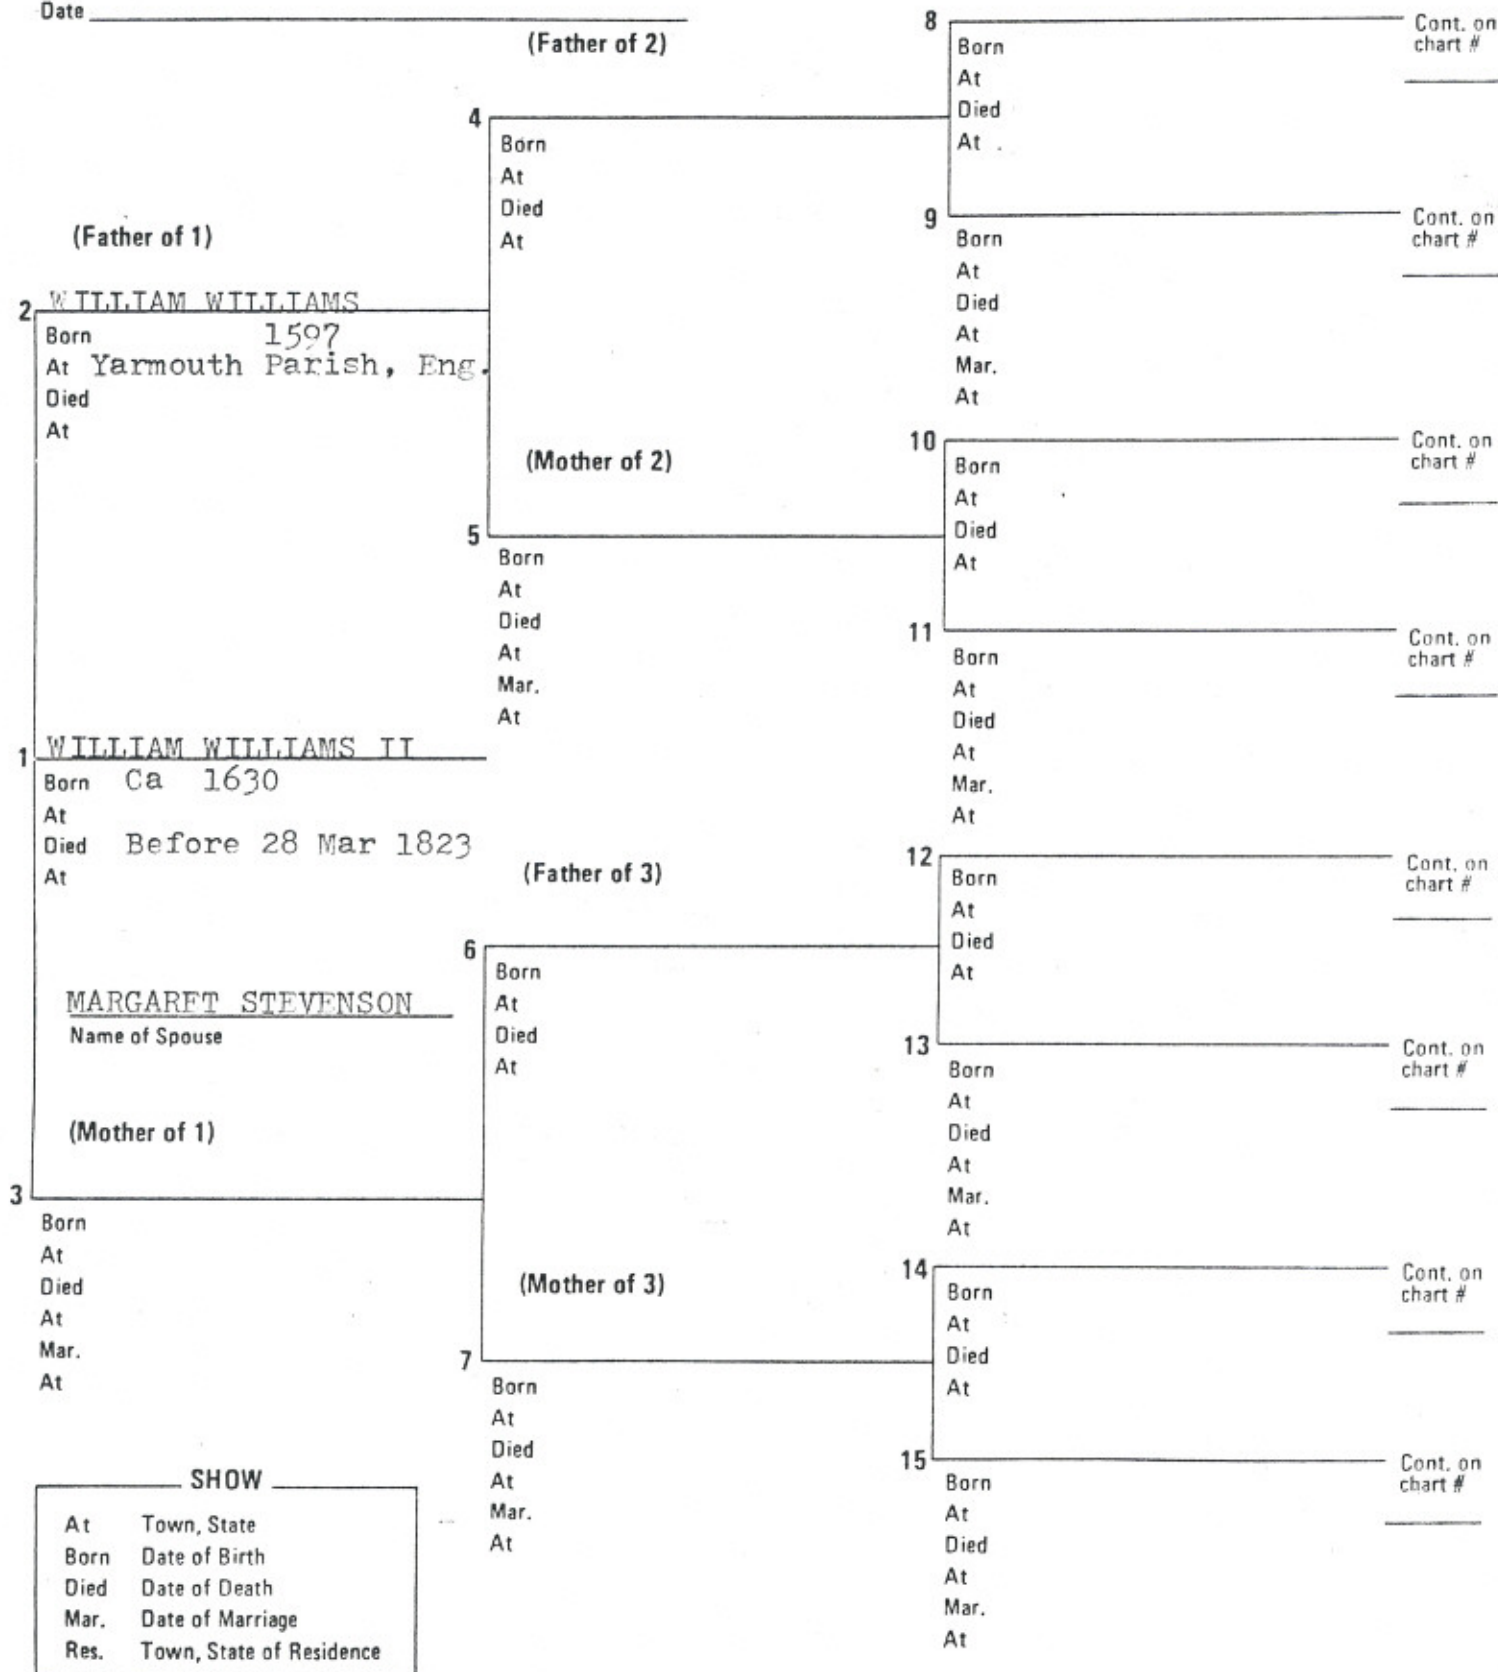 Date
(Father of 2)
8
Cont. on
chart #
Born
At
Died
At
4
Born
At
Died
At
9
Cont. on
chart #
Born
At
Died
At
Mar.
At
(Father of 1)
2
WILLIAM WILLIAMS
Born 1597
At Yarmouth Parish, Eng.
Died
At
(Mother of 2)
10
Cont. on
chart #
Born
At
Died
At
5
Born
At
Died
At
Mar.
At
11
Cont. on
chart #
Born
At
Died
At
Mar.
At
1
WILLIAM WILLIAMS II
Born Ca 1630
At
Died Before 28 Mar 1823
At
(Father of 3)
12
Cont. on
chart #
Born
At
Died
At
6
Born
At
Died
At
MARGARET STEVENSON
Name of Spouse
13
Cont. on
chart #
Born
At
Died
At
Mar.
At
(Mother of 1)
3
Born
At
Died
At
Mar.
At
(Mother of 3)
14
Cont. on
chart #
Born
At
Died
At
7
Born
At
Died
At
Mar.
At
15
Cont. on
chart #
Born
At
Died
At
Mar.
At
SHOW
At Town, State
Born Date of Birth
Died Date of Death
Mar. Date of Marriage
Res. Town, State of Residence